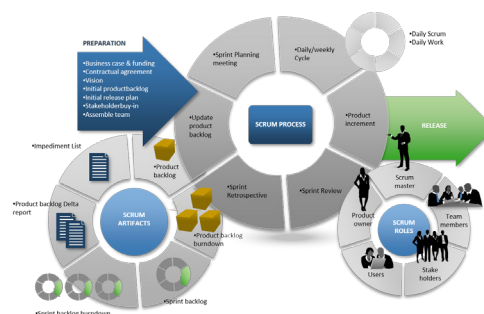 PREPARATION
•Business case & funding
•Contractual agreement
•Vision
•Initial productbacklog
•Initial release plan
•Stakeholderbuy-in
•Assemble team
•Sprint Planning
meeting
•Daily/weekly
Cycle
•Daily Scrum
•Daily Work
•Update
product
backlog
SCRUM PROCESS
•Product
increment
RELEASE
•Sprint
Retrospective
•Sprint Review
•Impediment List
•Product
backlog
•Product backlog Delta
report
SCRUM
ARTIFACTS
•Product backlog
burndown
•Sprint backlog
•Sprint backlog burndown
Scrum
master
Product
owner
SCRUM
ROLES
Team
members
Users
Stake
holders